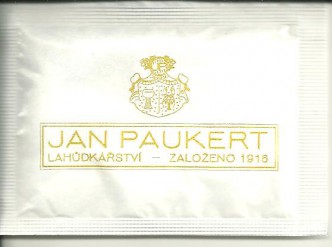 JAN PAUKERT
LAHŮDKÁŘSTVÍ – ZALOŽENO 1916